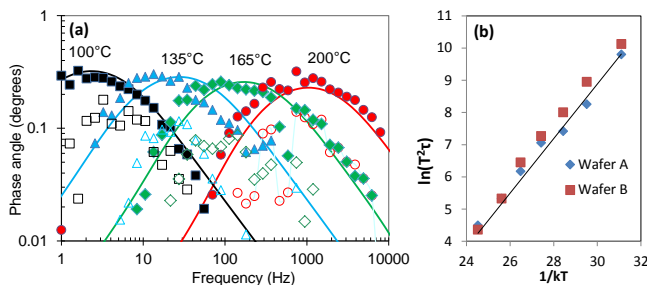 (a)
100°C
135°C
165°C
200°C
Phase angle (degrees)
1
0.1
0.01
1
10
100
1000
10000
Frequency (Hz)
(b)
ln(T²τ)
11
10
9
8
7
6
5
4
24
26
28
30
32
1/kT
Wafer A
Wafer B